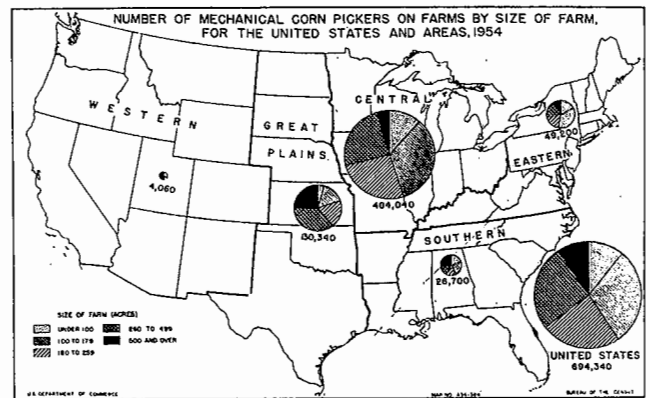 NUMBER OF MECHANICAL CORN PICKERS ON FARMS BY SIZE OF FARM,
FOR THE UNITED STATES AND AREAS, 1954
WESTERN
GREAT
PLAINS
CENTRAL
EASTERN
SOUTHERN
4,060
130,340
484,040
49,200
26,700
UNITED STATES
694,340
SIZE OF FARM (ACRES)
UNDER 100
100 TO 179
180 TO 259
260 TO 499
500 AND OVER
U.S. DEPARTMENT OF COMMERCE
MAP NO.
BUREAU OF THE CENSUS